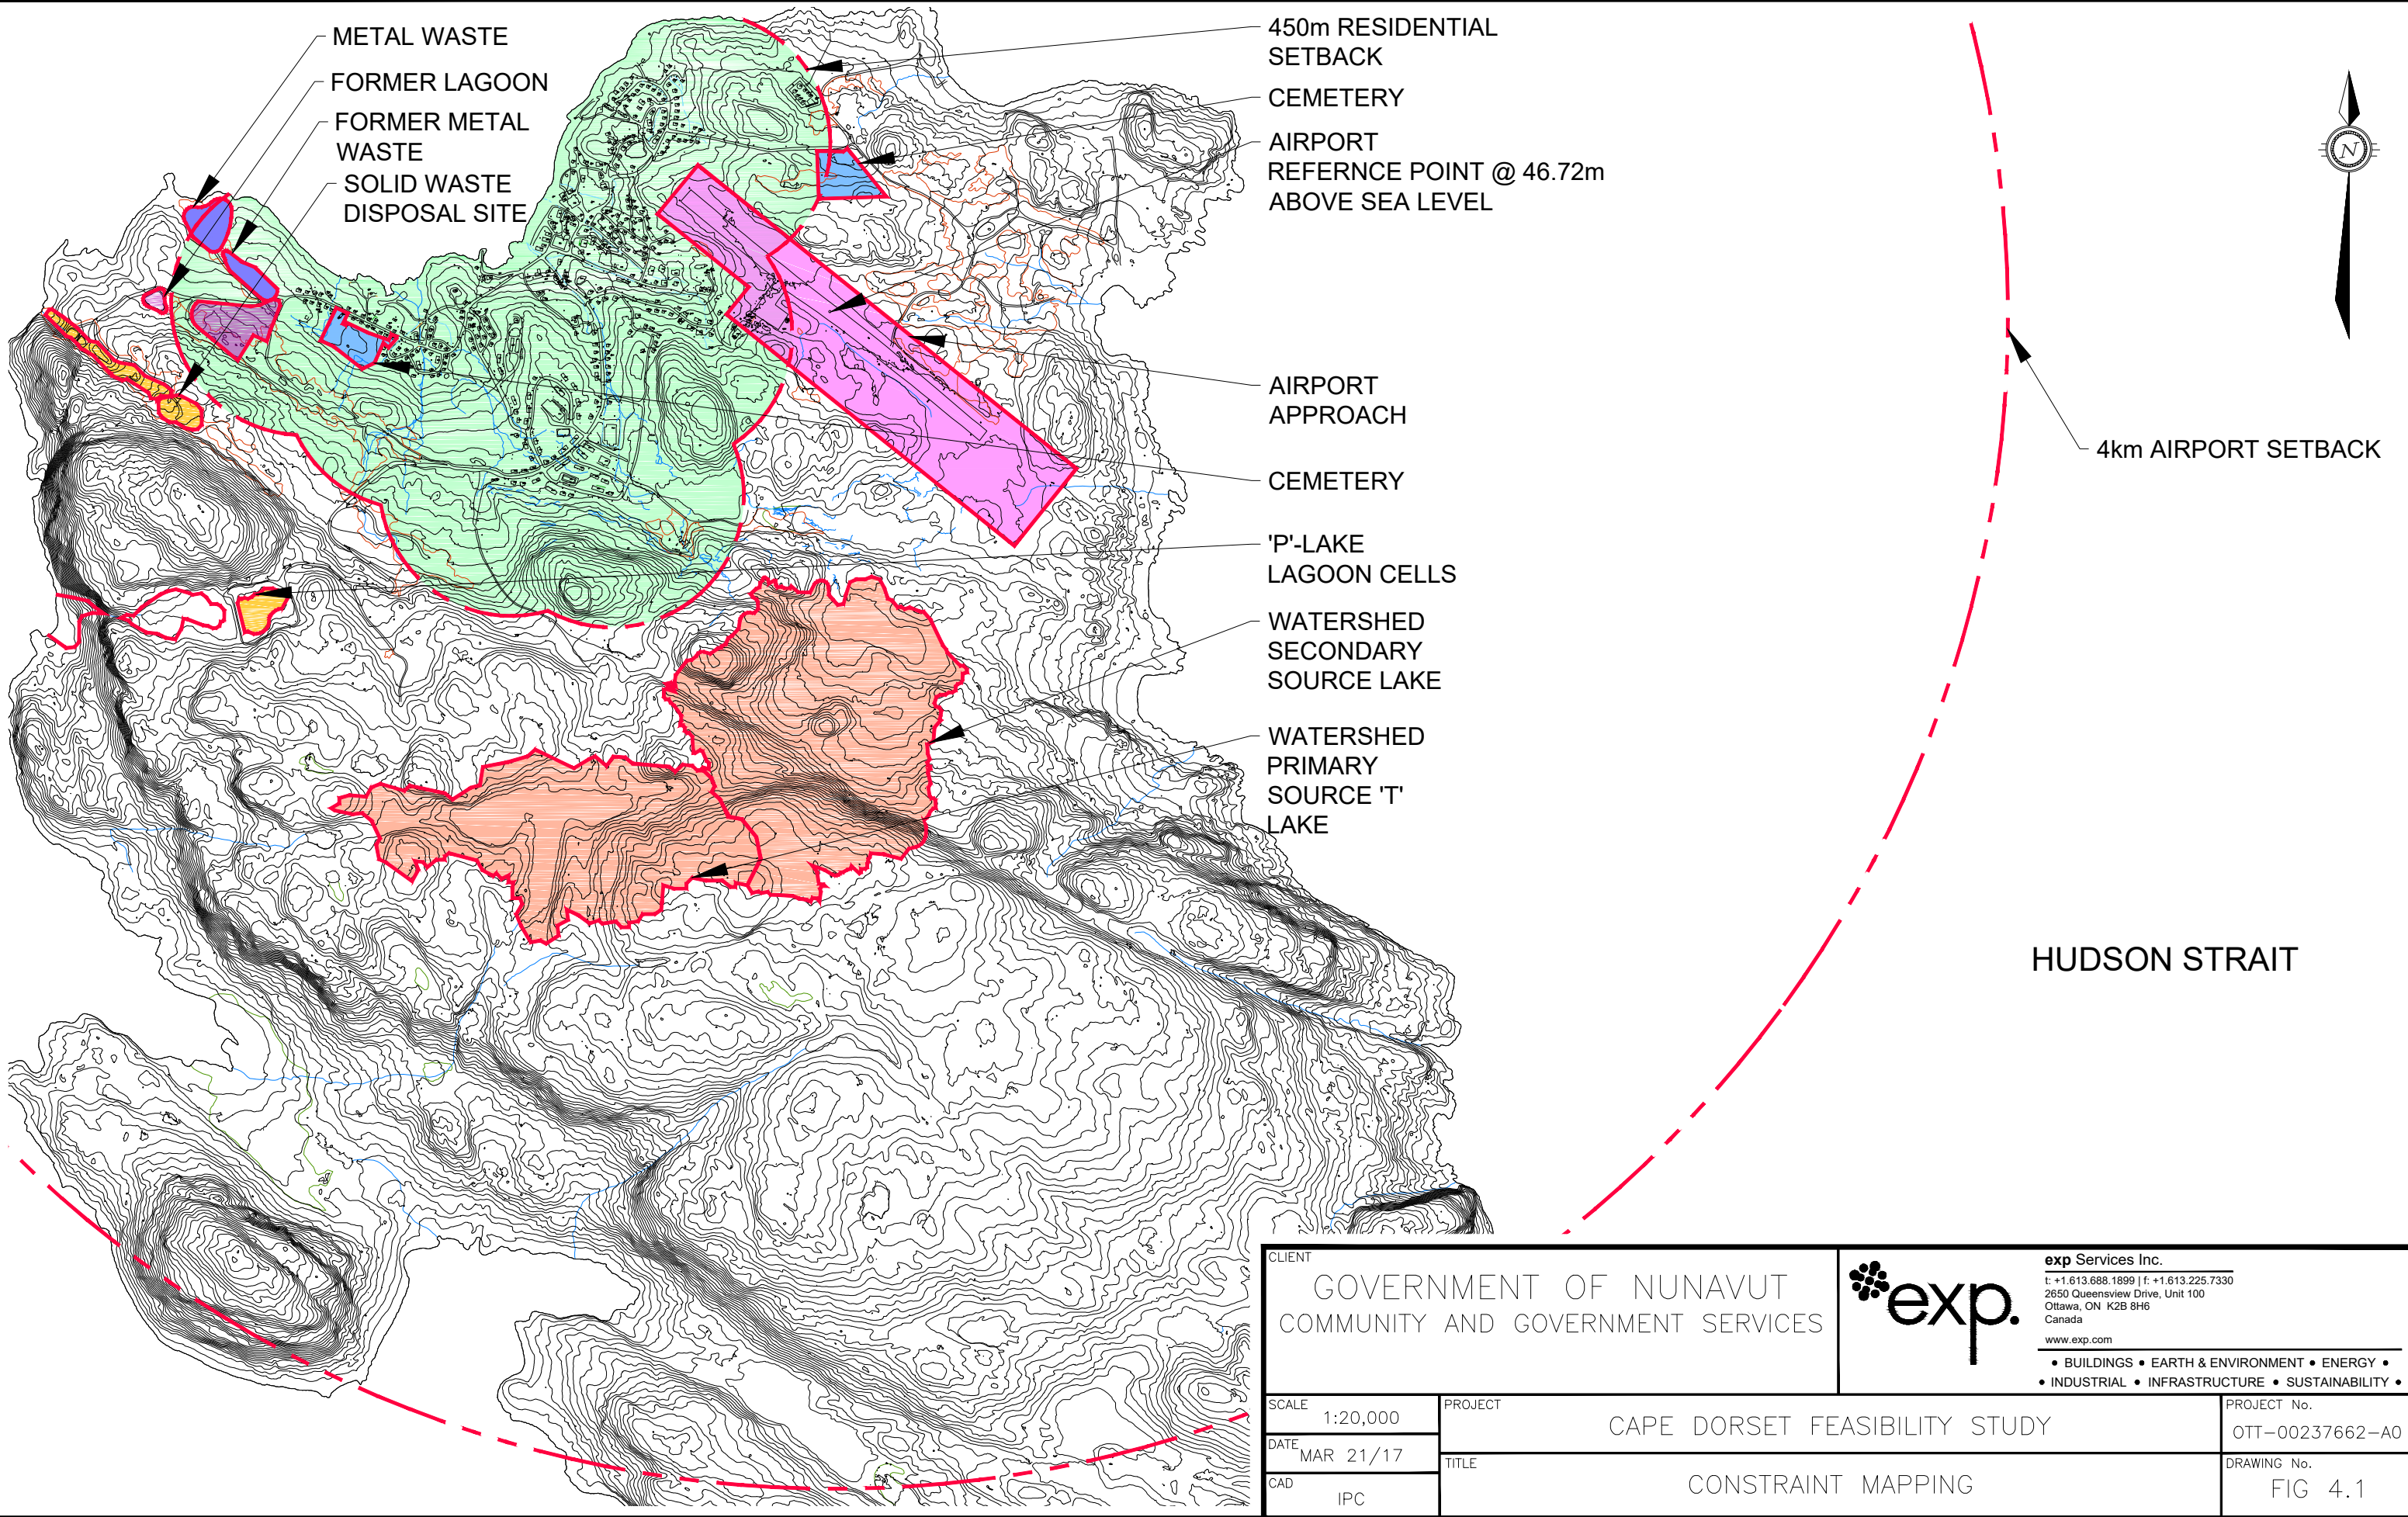 METAL WASTE
FORMER LAGOON
FORMER METAL
WASTE
SOLID WASTE
DISPOSAL SITE
450m RESIDENTIAL
SETBACK
CEMETERY
AIRPORT
REFERNCE POINT @ 46.72m
ABOVE SEA LEVEL
AIRPORT
APPROACH
CEMETERY
'P'-LAKE
LAGOON CELLS
WATERSHED
SECONDARY
SOURCE LAKE
WATERSHED
PRIMARY
SOURCE 'T'
LAKE
N
4km AIRPORT SETBACK
HUDSON STRAIT
CLIENT
GOVERNMENT OF NUNAVUT
COMMUNITY AND GOVERNMENT SERVICES
exp.
exp Services Inc.
t: +1.613.688.1899 | f: +1.613.225.7330
2650 Queensview Drive, Unit 100
Ottawa, ON K2B 8H6
Canada
www.exp.com
• BUILDINGS • EARTH & ENVIRONMENT • ENERGY •
• INDUSTRIAL • INFRASTRUCTURE • SUSTAINABILITY •
SCALE
1:20,000
DATE
MAR 21/17
CAD
IPC
PROJECT
CAPE DORSET FEASIBILITY STUDY
TITLE
CONSTRAINT MAPPING
PROJECT No.
OTT-00237662-A0
DRAWING No.
FIG 4.1